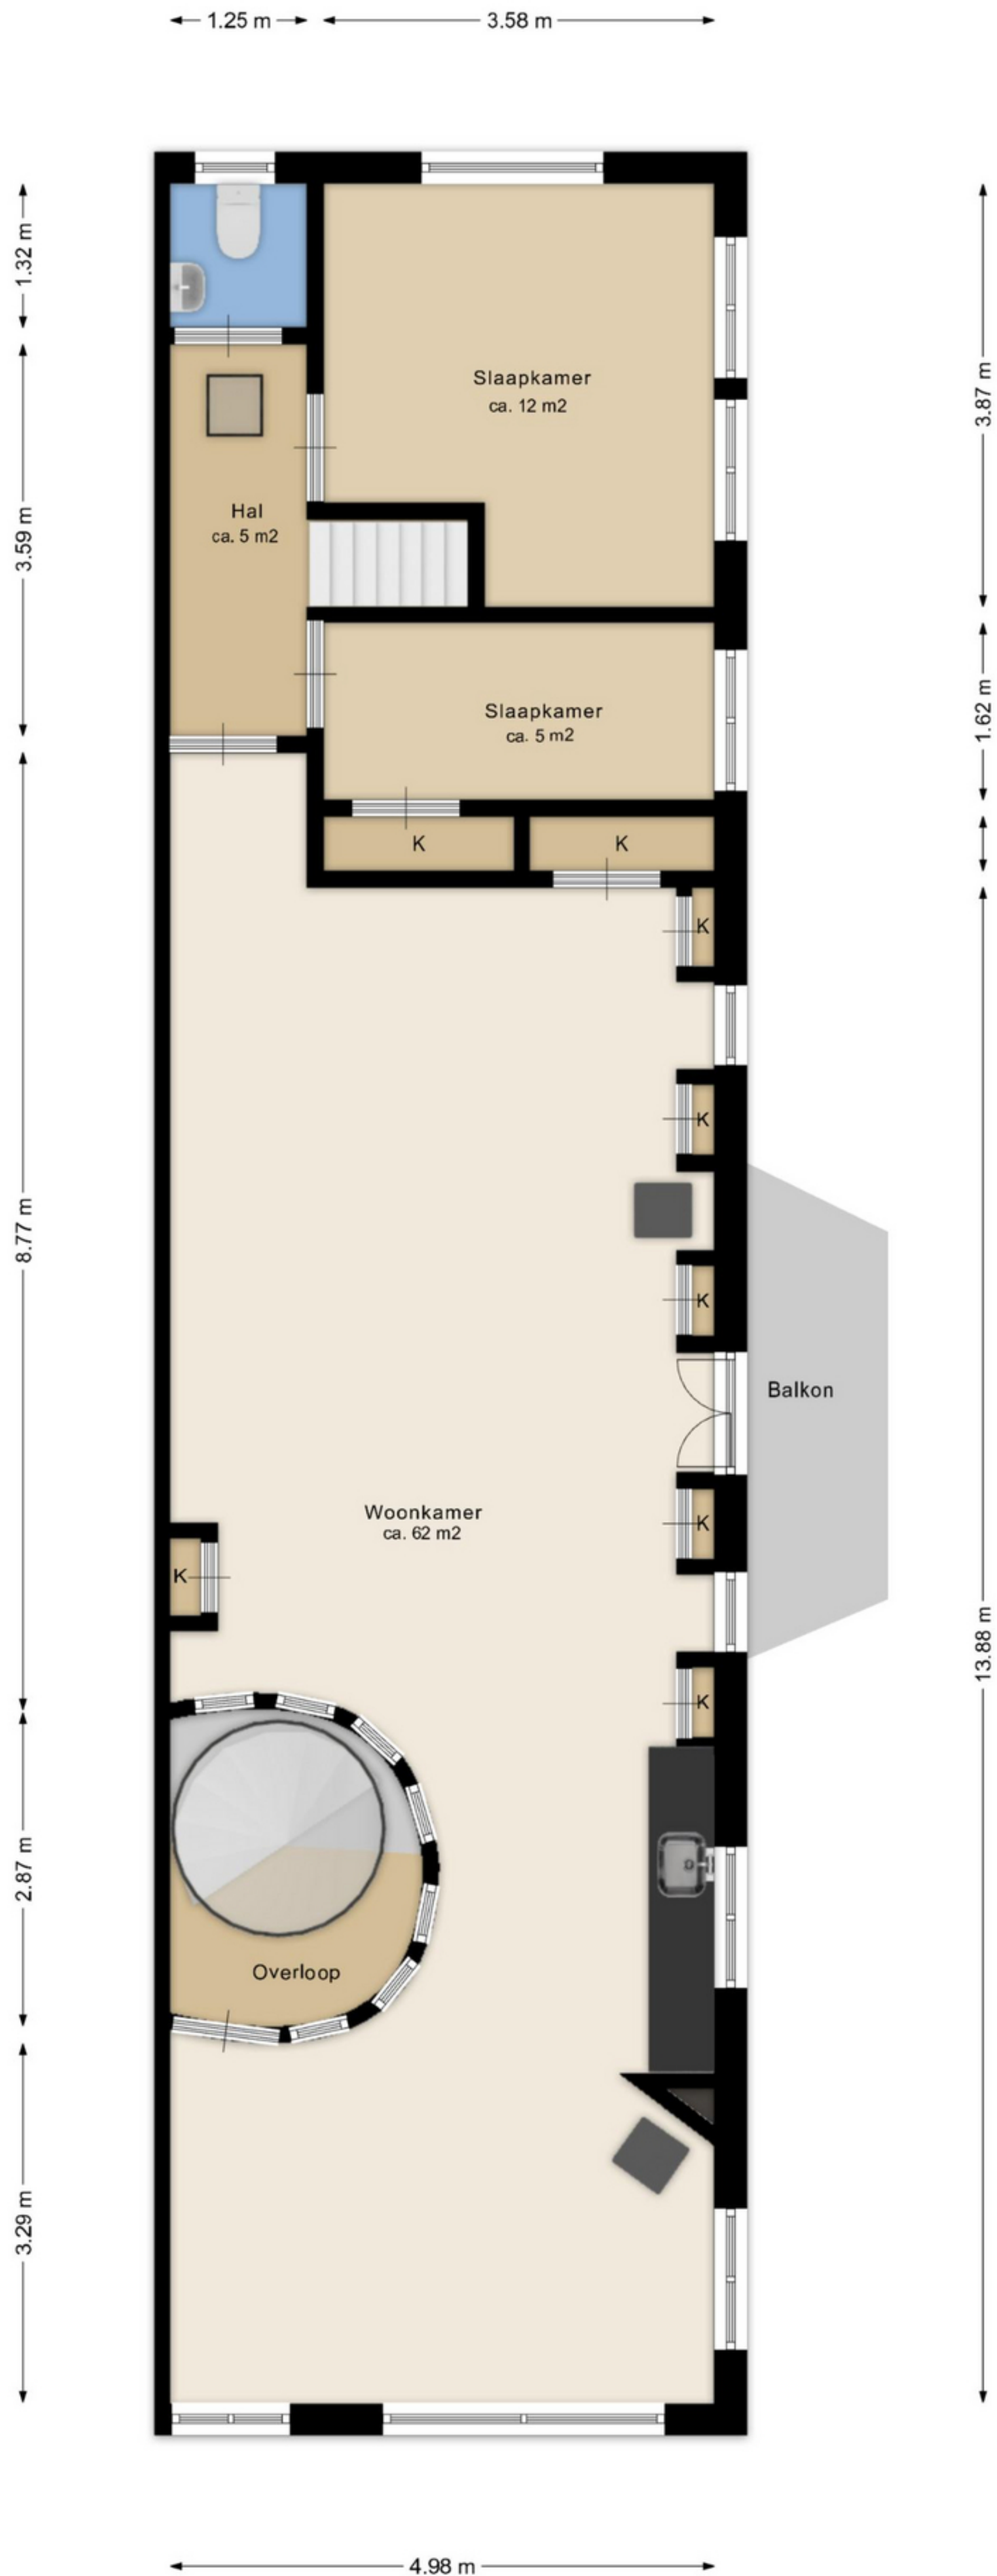 1.25 m
3.58 m
1.32 m
3.59 m
8.77 m
2.87 m
3.29 m
3.87 m
1.62 m
13.88 m
Slaapkamer
ca. 12 m2
Hal
ca. 5 m2
Slaapkamer
ca. 5 m2
K
K
K
K
K
Balkon
Woonkamer
ca. 62 m2
K
K
K
Overloop
4.98 m